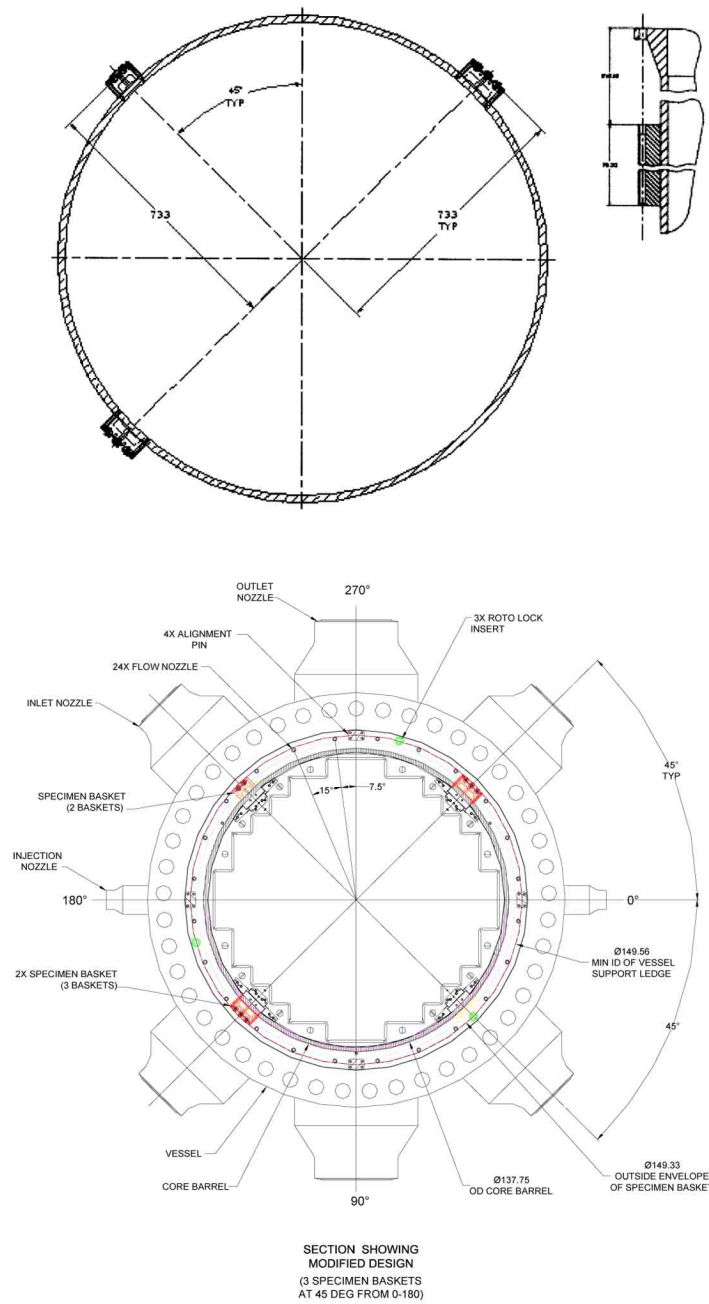 45°
TYP
733
733
TYP
OUTLET
NOZZLE
270°
3X ROTO LOCK
INSERT
4X ALIGNMENT
PIN
24X FLOW NOZZLE
INLET NOZZLE
45°
TYP
SPECIMEN BASKET
(2 BASKETS)
15°
7.5°
INJECTION
NOZZLE
180°
0°
Ø149.56
MIN ID OF VESSEL
SUPPORT LEDGE
2X SPECIMEN BASKET
(3 BASKETS)
45°
VESSEL
CORE BARREL
Ø137.75
OD CORE BARREL
Ø149.33
OUTSIDE ENVELOPE
OF SPECIMEN BASKET
90°
SECTION SHOWING
MODIFIED DESIGN
(3 SPECIMEN BASKETS
AT 45 DEG FROM 0-180)